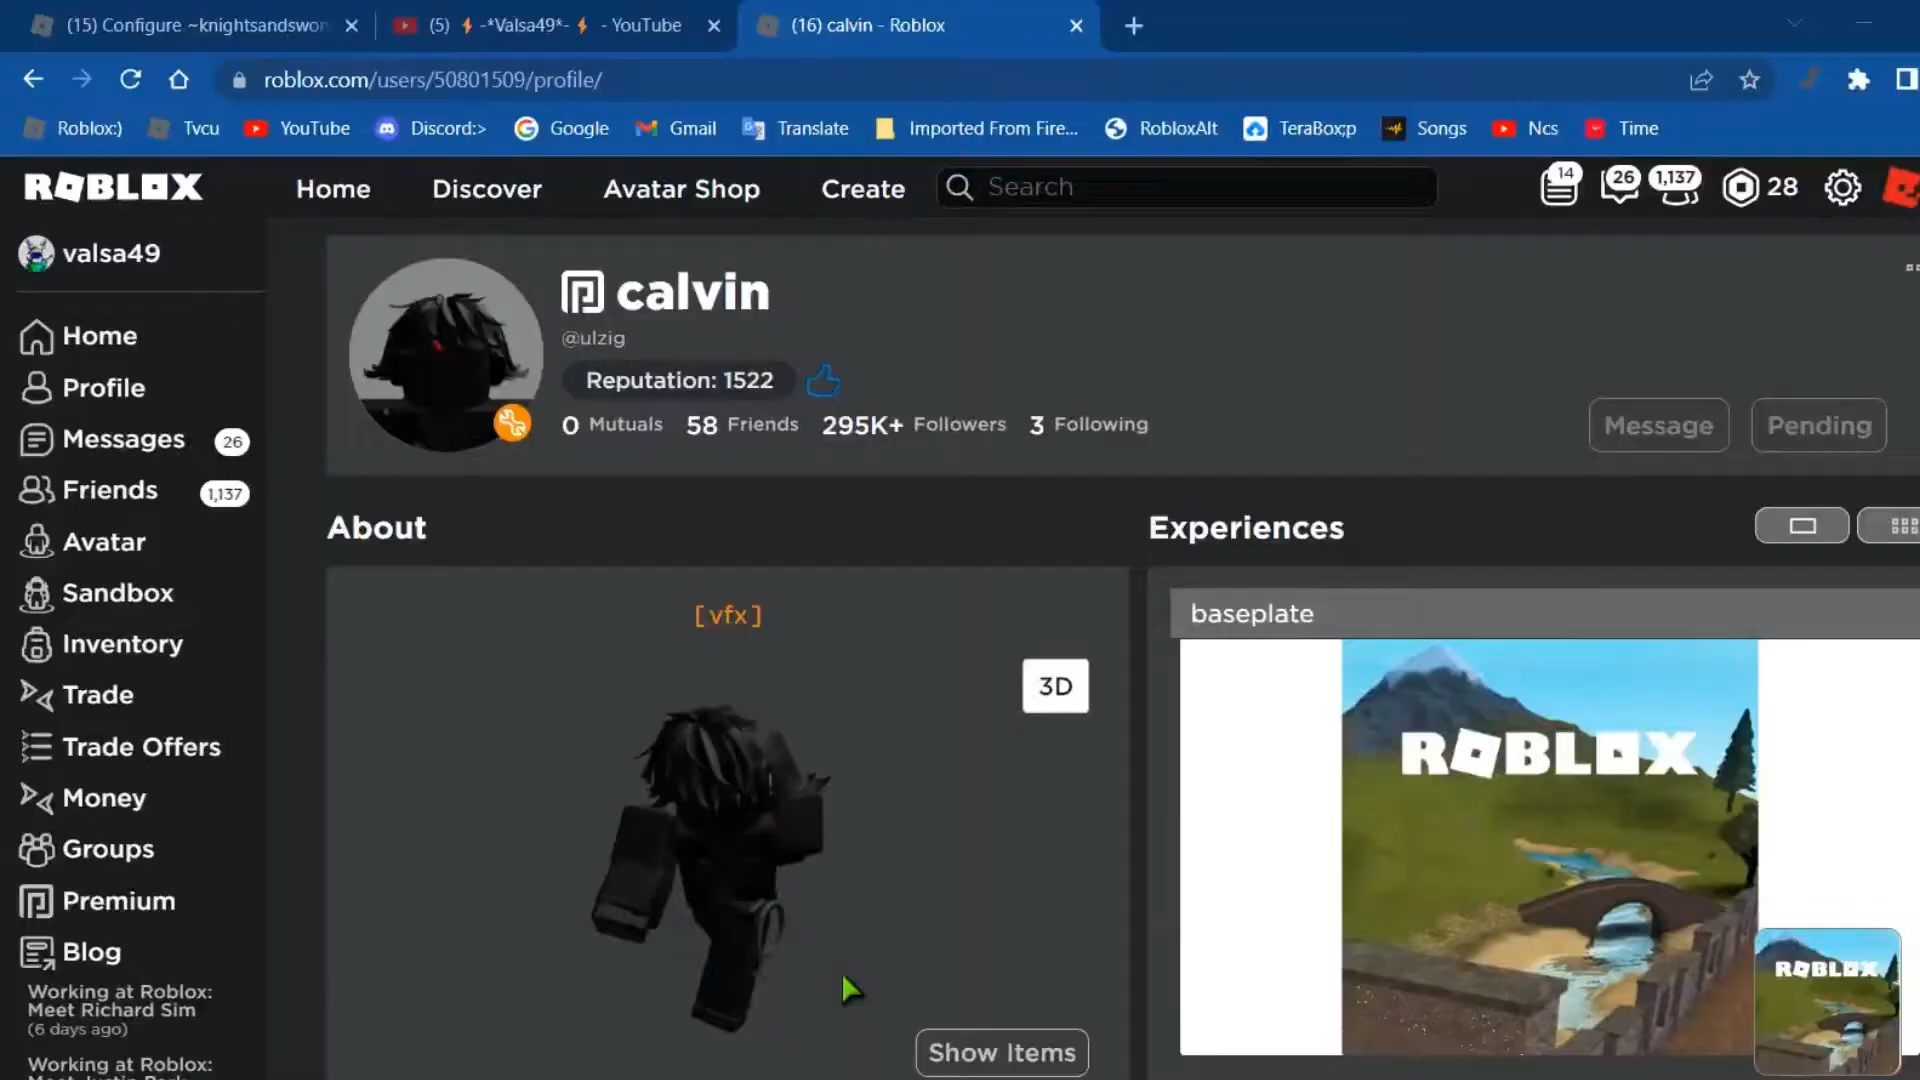 (15) Configure ~knightsandswor
(5) ⚡ -*Valsa49*- ⚡ - YouTube
(16) calvin - Roblox
roblox.com/users/50801509/profile/
Roblox:)
Tvcu
YouTube
Discord:>
Google
Gmail
Translate
Imported From Fire...
RobloxAlt
TeraBox;p
Songs
Ncs
Time
ROBLOX
Home
Discover
Avatar Shop
Create
Search
14
26
1,137
28
valsa49
Home
Profile
Messages 26
Friends 1,137
Avatar
Sandbox
Inventory
Trade
Trade Offers
Money
Groups
Premium
Blog
Working at Roblox:
Meet Richard Sim
(6 days ago)
Working at Roblox:
calvin
@ulzig
Reputation: 1522
0 Mutuals 58 Friends 295K+ Followers 3 Following
Message
Pending
About
[vfx]
3D
Show Items
Experiences
baseplate
ROBLOX
ROBLOX